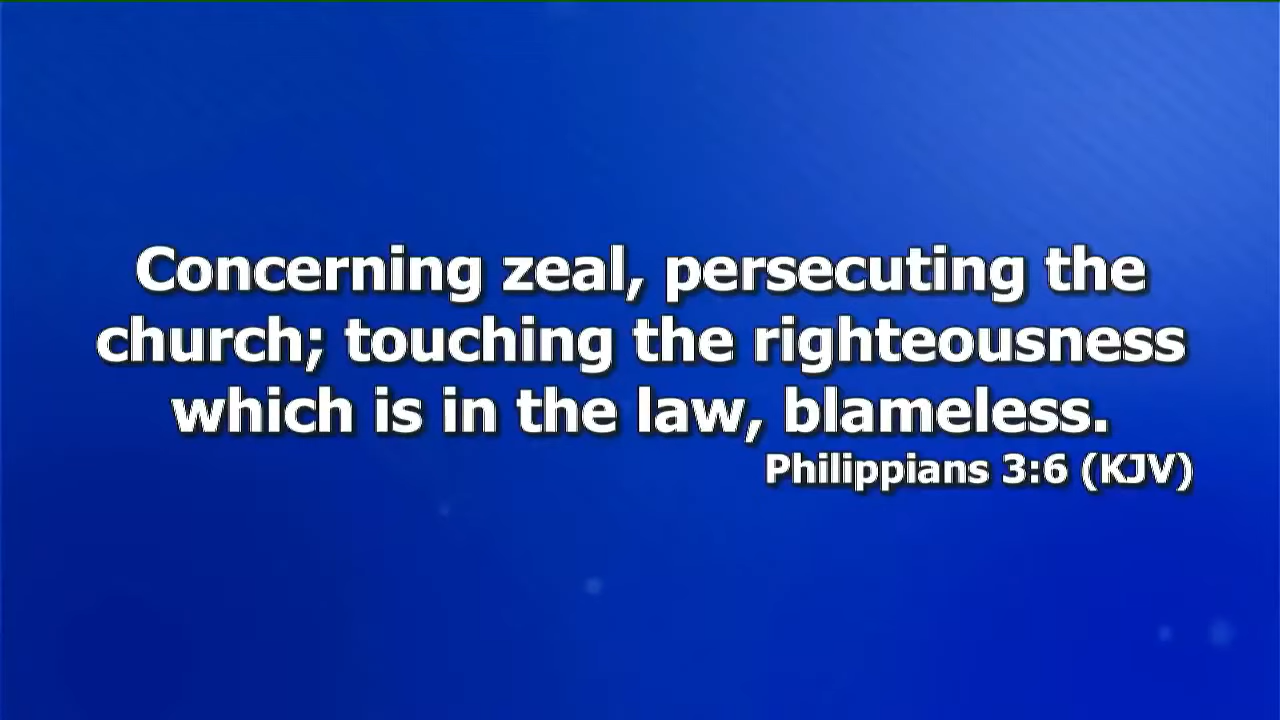 Concerning zeal, persecuting the
church; touching the righteousness
which is in the law, blameless.
Philippians 3:6 (KJV)